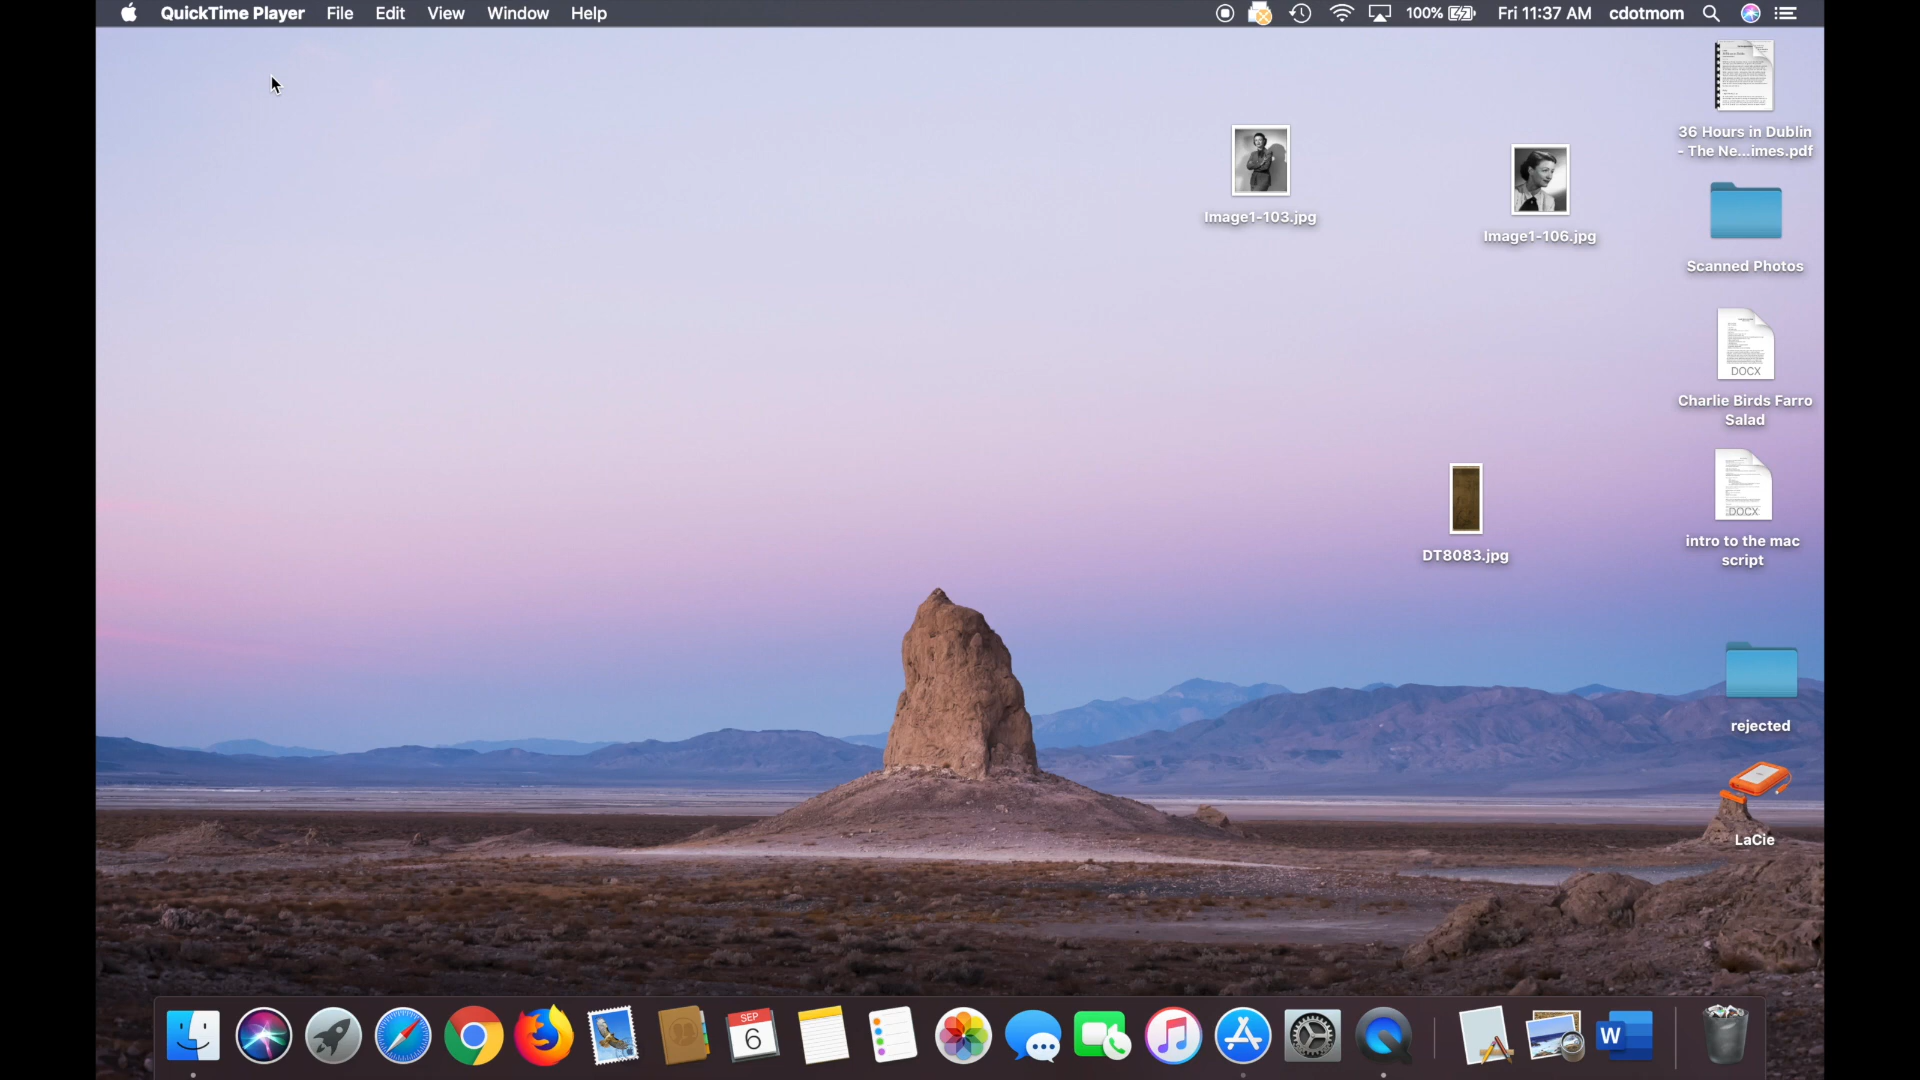 QuickTime Player File Edit View Window Help 100% Fri 11:37 AM cdotmom
36 Hours in Dublin
- The Ne...imes.pdf
Image1-103.jpg
Image1-106.jpg
Scanned Photos
DOCX
Charlie Birds Farro
Salad
DOCX
intro to the mac
script
DT8083.jpg
rejected
LaCie
SEP
6
W